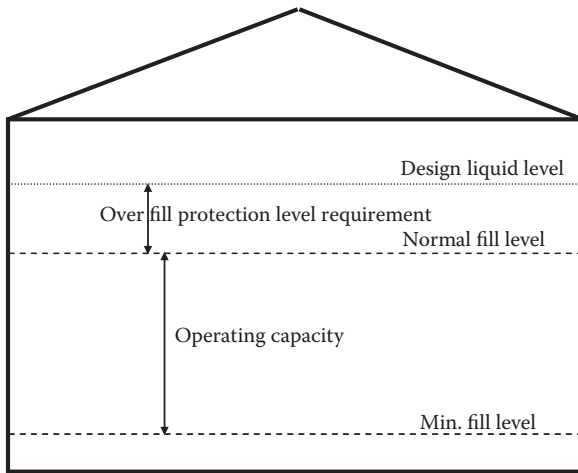 Design liquid level
Over fill protection level requirement
Normal fill level
Operating capacity
Min. fill level